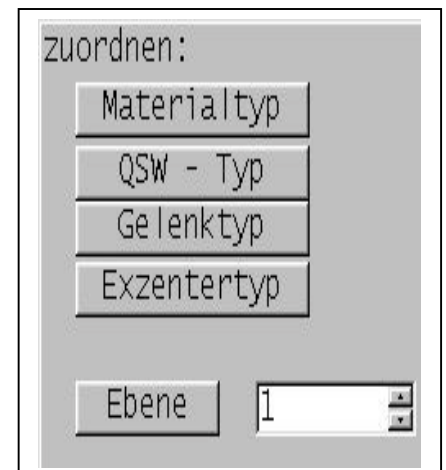 zuordnen:
Materialtyp
QSW - Typ
Gelenktyp
Exzentertyp
Ebene 1